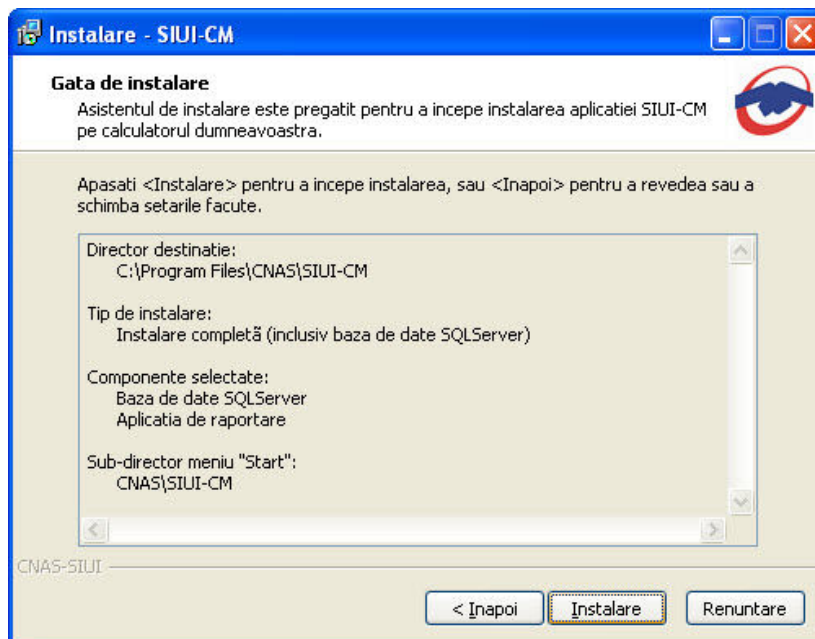 Instalare - SIUI-CM
Gata de instalare
Asistentul de instalare este pregatit pentru a incepe instalarea aplicatiei SIUI-CM
pe calculatorul dumneavoastra.
Apasati <Instalare> pentru a incepe instalarea, sau <Inapoi> pentru a revedea sau a
schimba setarile facute.
Director destinatie:
C:\Program Files\CNAS\SIUI-CM
Tip de instalare:
Instalare completã (inclusiv baza de date SQLServer)
Componente selectate:
Baza de date SQLServer
Aplicatia de raportare
Sub-director meniu "Start":
CNAS\SIUI-CM
CNAS-SIUI
< Inapoi
Instalare
Renuntare